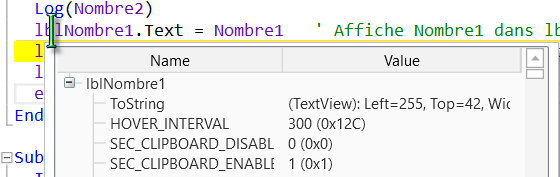 Log(Nombre2)
lblNombre1.Text = Nombre1 ' Affiche Nombre1 dans lb
l
l
e
End
Sub
Name Value
lblNombre1
ToString (TextView): Left=255, Top=42, Wid
HOVER_INTERVAL 300 (0x12C)
SEC_CLIPBOARD_DISABL 0 (0x0)
SEC_CLIPBOARD_ENABLE 1 (0x1)